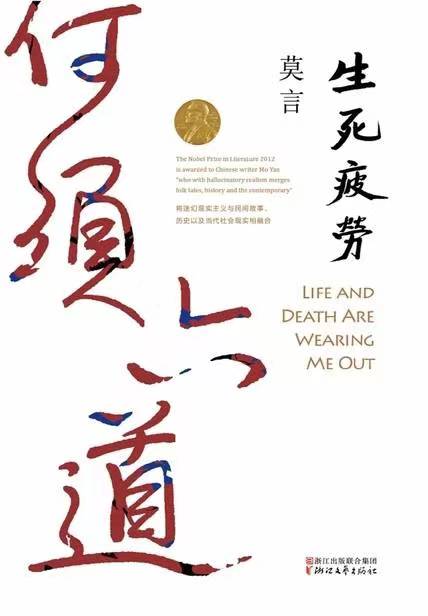 何须六道
生死疲劳
莫言
The Nobel Prize in Literature 2012
is awarded to Chinese writer Mo Yan
"who with hallucinatory realism merges
folk tales, history and the contemporary"
将迷幻现实主义与民间故事、
历史以及当代社会现实相融合
LIFE AND
DEATH ARE
WEARING
ME OUT
浙江出版联合集团
浙江文艺出版社